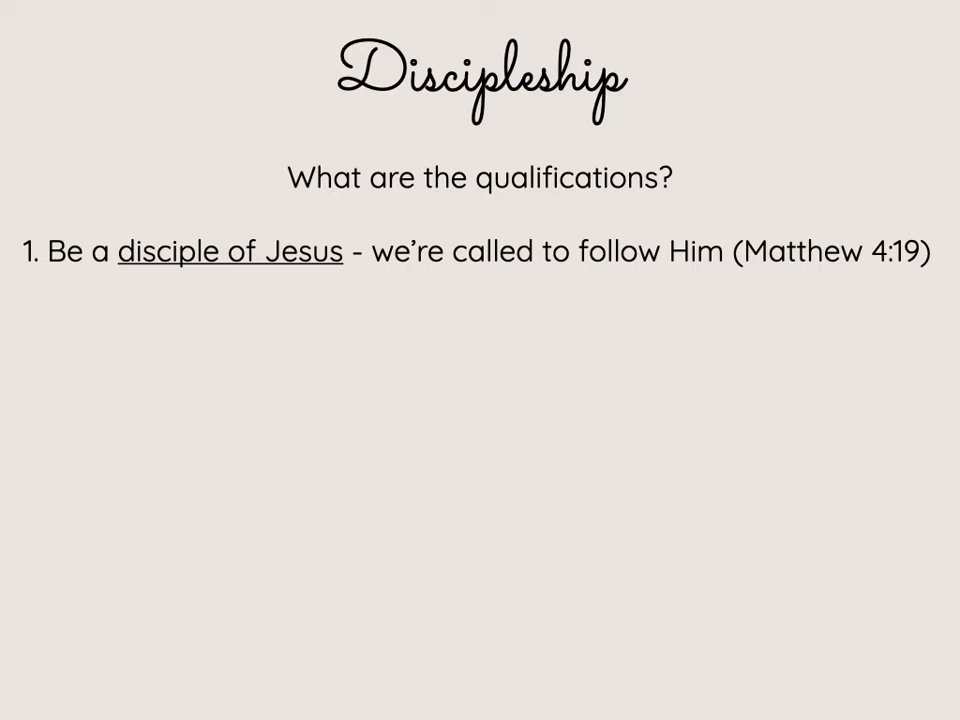 Discipleship
What are the qualifications?
1. Be a disciple of Jesus - we’re called to follow Him (Matthew 4:19)